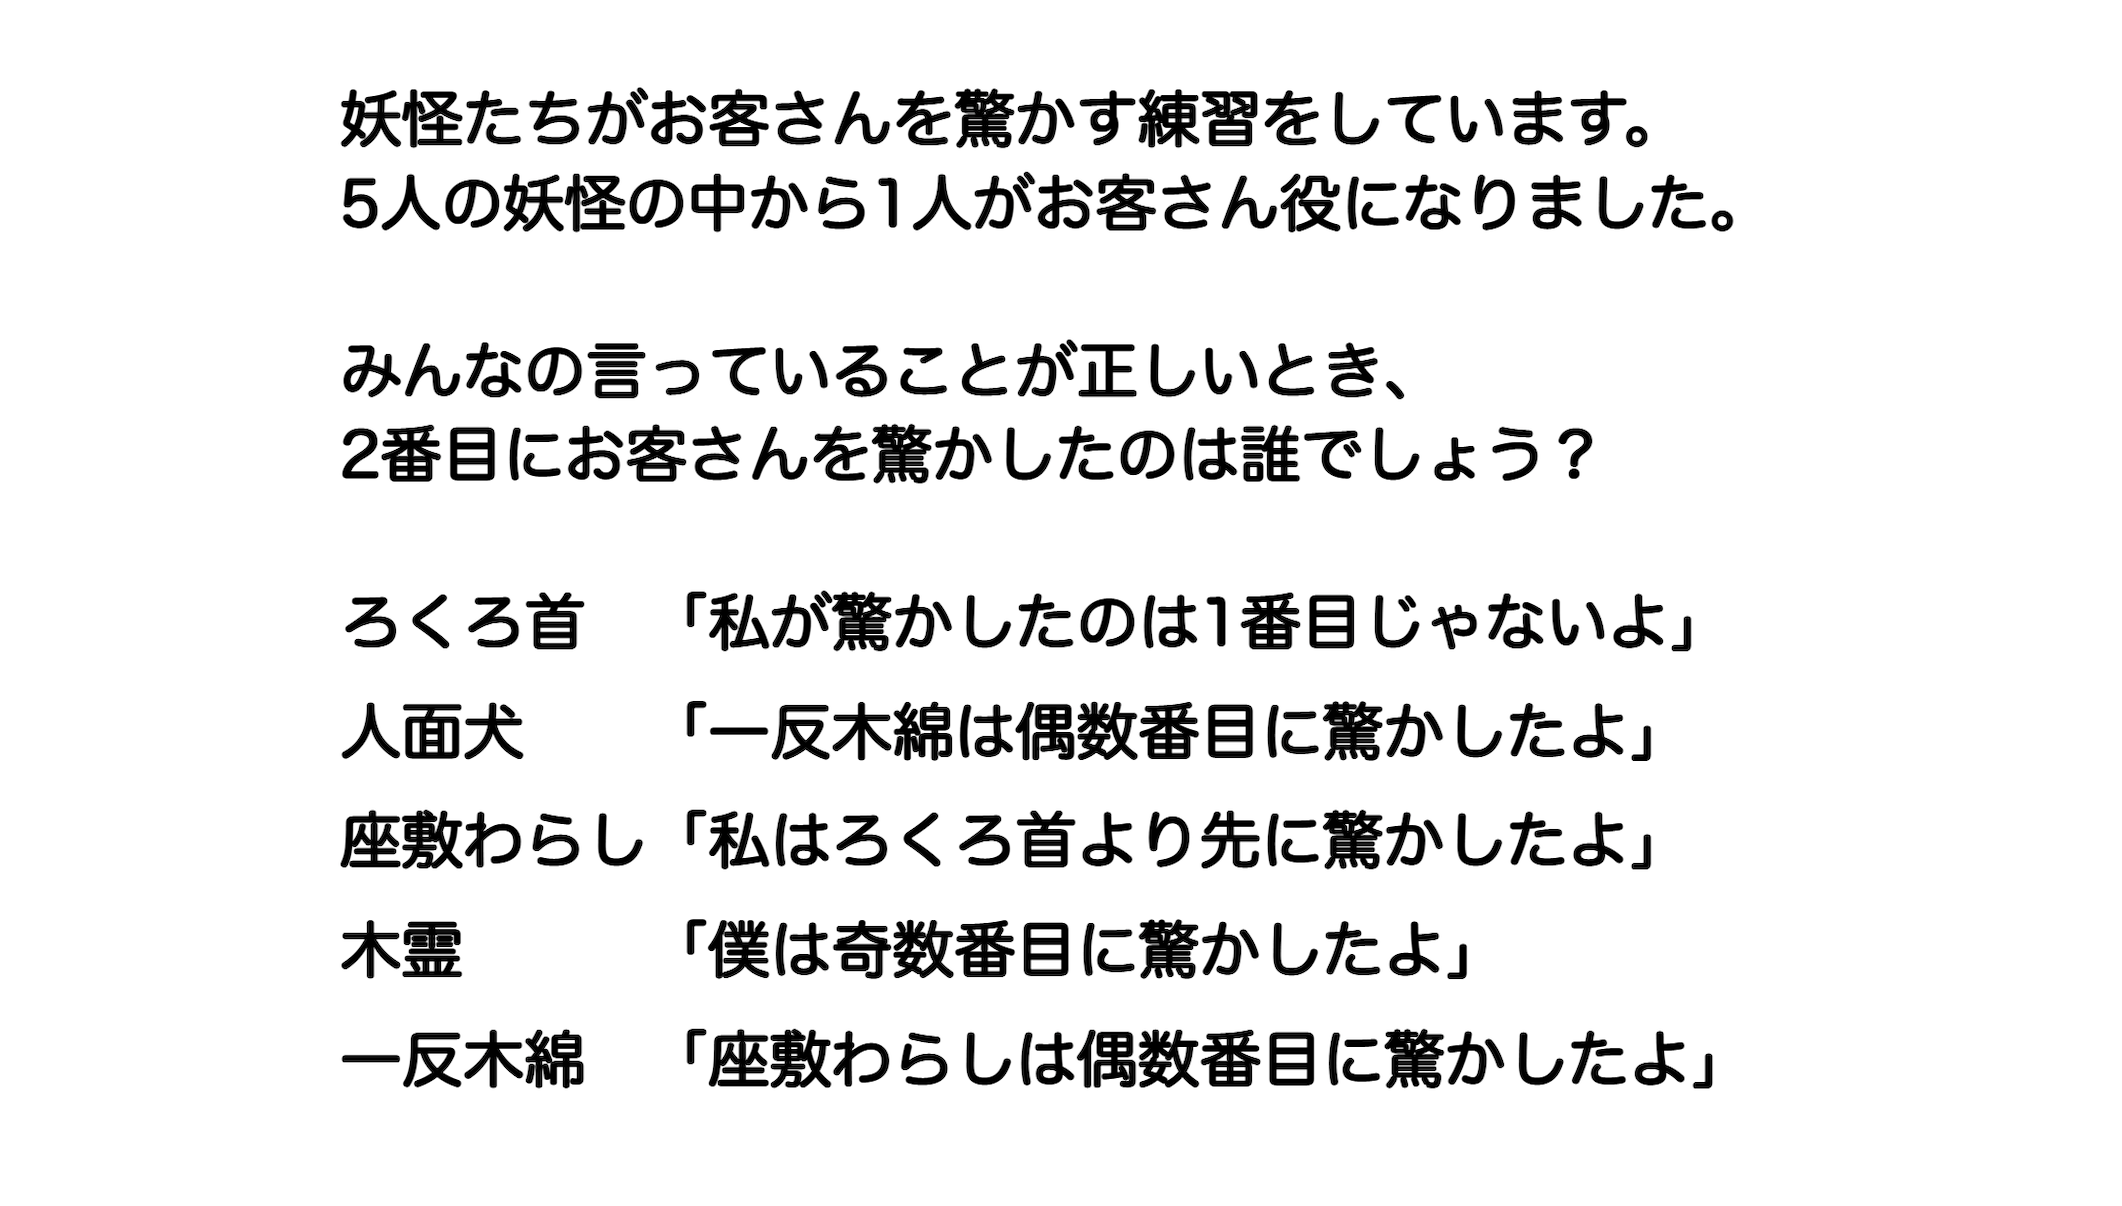 妖怪たちがお客さんを驚かす練習をしています。
5人の妖怪の中から1人がお客さん役になりました。
みんなの言っていることが正しいとき、
2番目にお客さんを驚かしたのは誰でしょう？
ろくろ首　「私が驚かしたのは1番目じゃないよ」
人面犬　「一反木綿は偶数番目に驚かしたよ」
座敷わらし「私はろくろ首より先に驚かしたよ」
木霊　「僕は奇数番目に驚かしたよ」
一反木綿　「座敷わらしは偶数番目に驚かしたよ」